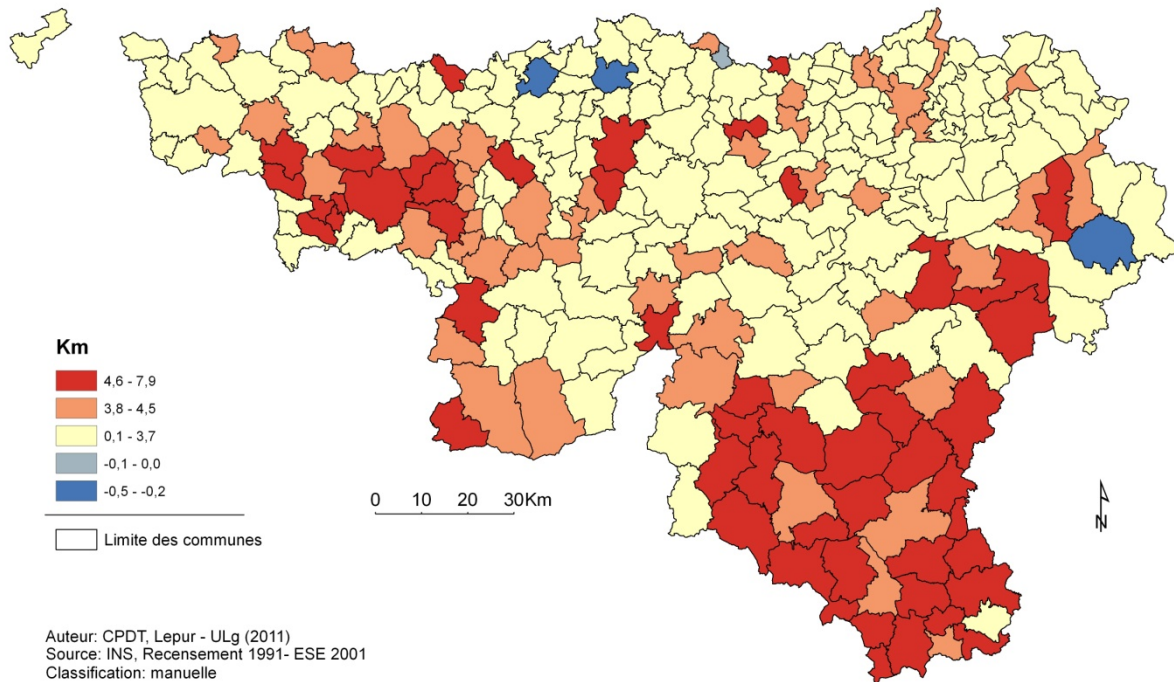 Km
4,6 - 7,9
3,8 - 4,5
0,1 - 3,7
-0,1 - 0,0
-0,5 - -0,2
Limite des communes
0 10 20 30Km
N
Auteur: CPDT, Lepur - ULg (2011)
Source: INS, Recensement 1991- ESE 2001
Classification: manuelle